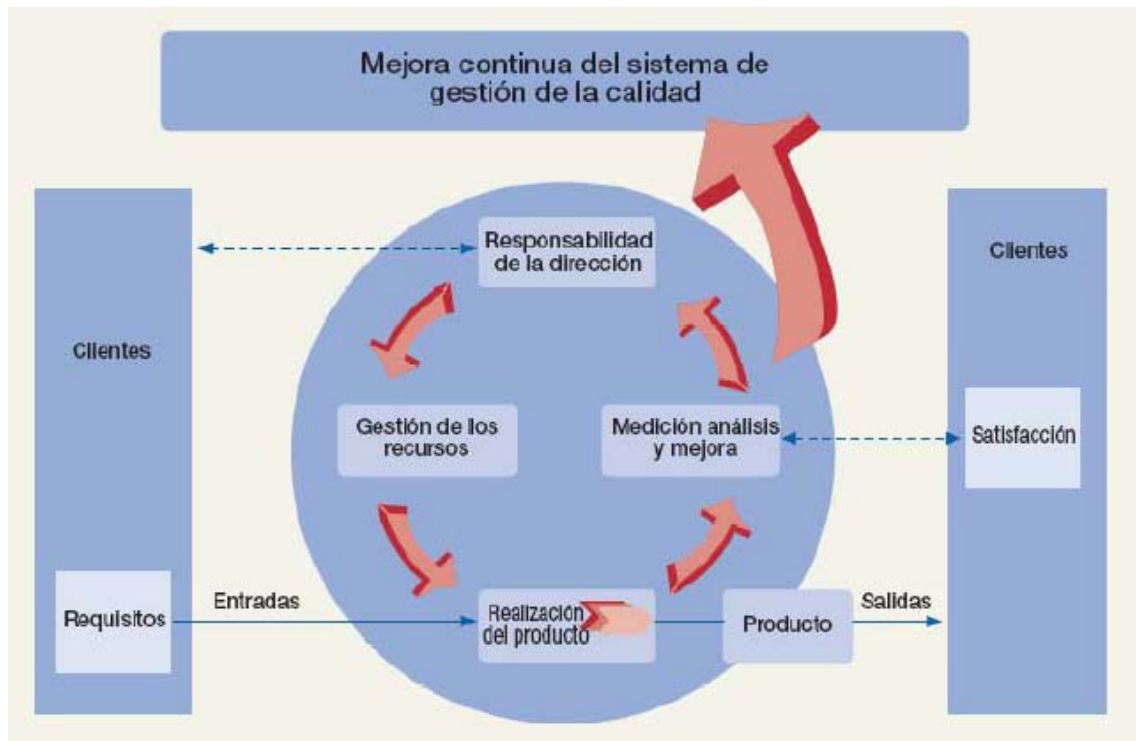 Mejora continua del sistema de
gestión de la calidad
Responsabilidad
de la dirección
Clientes
Clientes
Gestión de los
recursos
Medición análisis
y mejora
Satisfacción
Requisitos
Entradas
Realización
del producto
Producto
Salidas